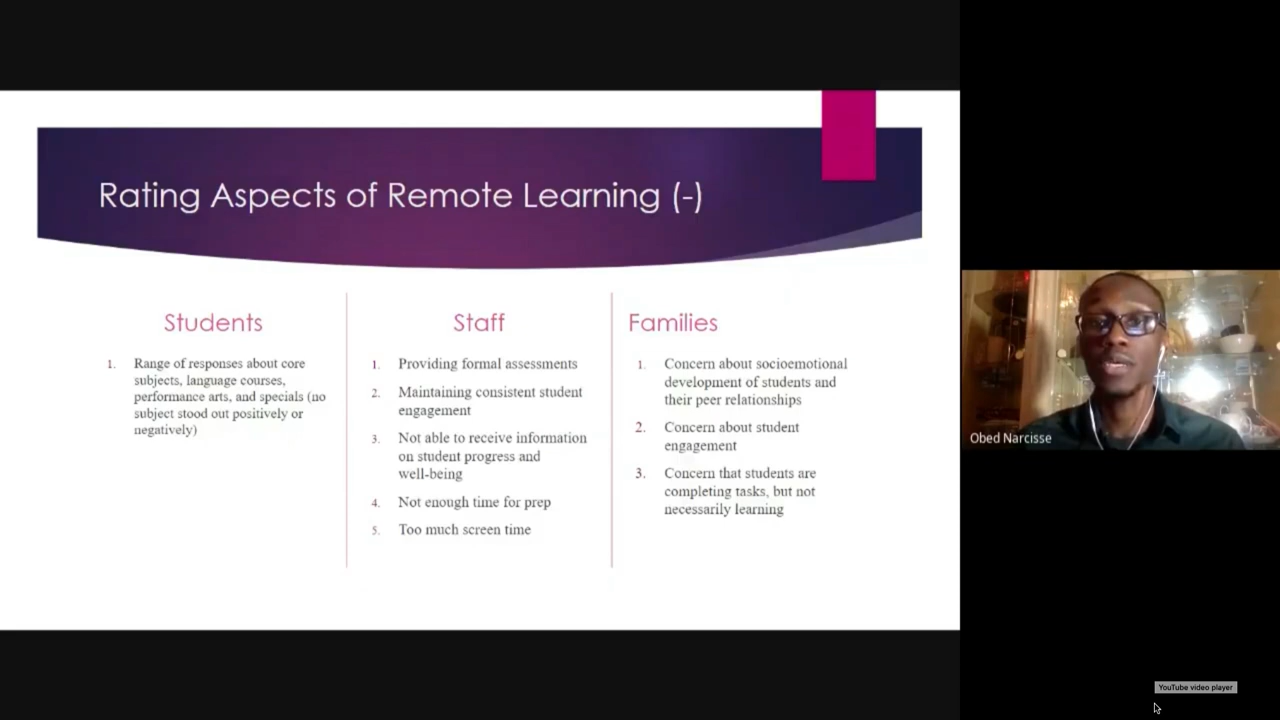 Rating Aspects of Remote Learning (-)
Students
1. Range of responses about core
subjects, language courses,
performance arts, and specials (no
subject stood out positively or
negatively)
Staff
1. Providing formal assessments
2. Maintaining consistent student
engagement
3. Not able to receive information
on student progress and
well-being
4. Not enough time for prep
5. Too much screen time
Families
1. Concern about socioemotional
development of students and
their peer relationships
2. Concern about student
engagement
3. Concern that students are
completing tasks, but not
necessarily learning
Obed Narcisse
YouTube video player